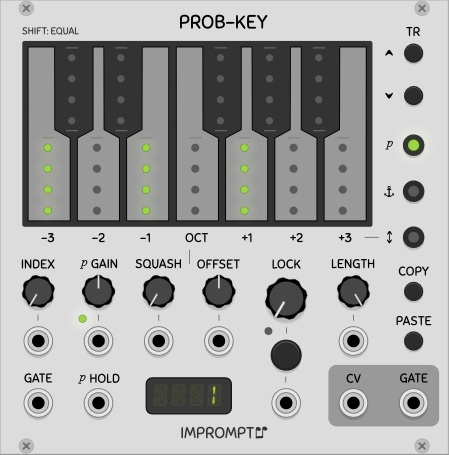 PROB-KEY
SHIFT: EQUAL
TR
p
-3 -2 -1 OCT +1 +2 +3
INDEX p GAIN SQUASH OFFSET LOCK LENGTH
COPY
PASTE
GATE p HOLD
1
CV GATE
IMPROMPT